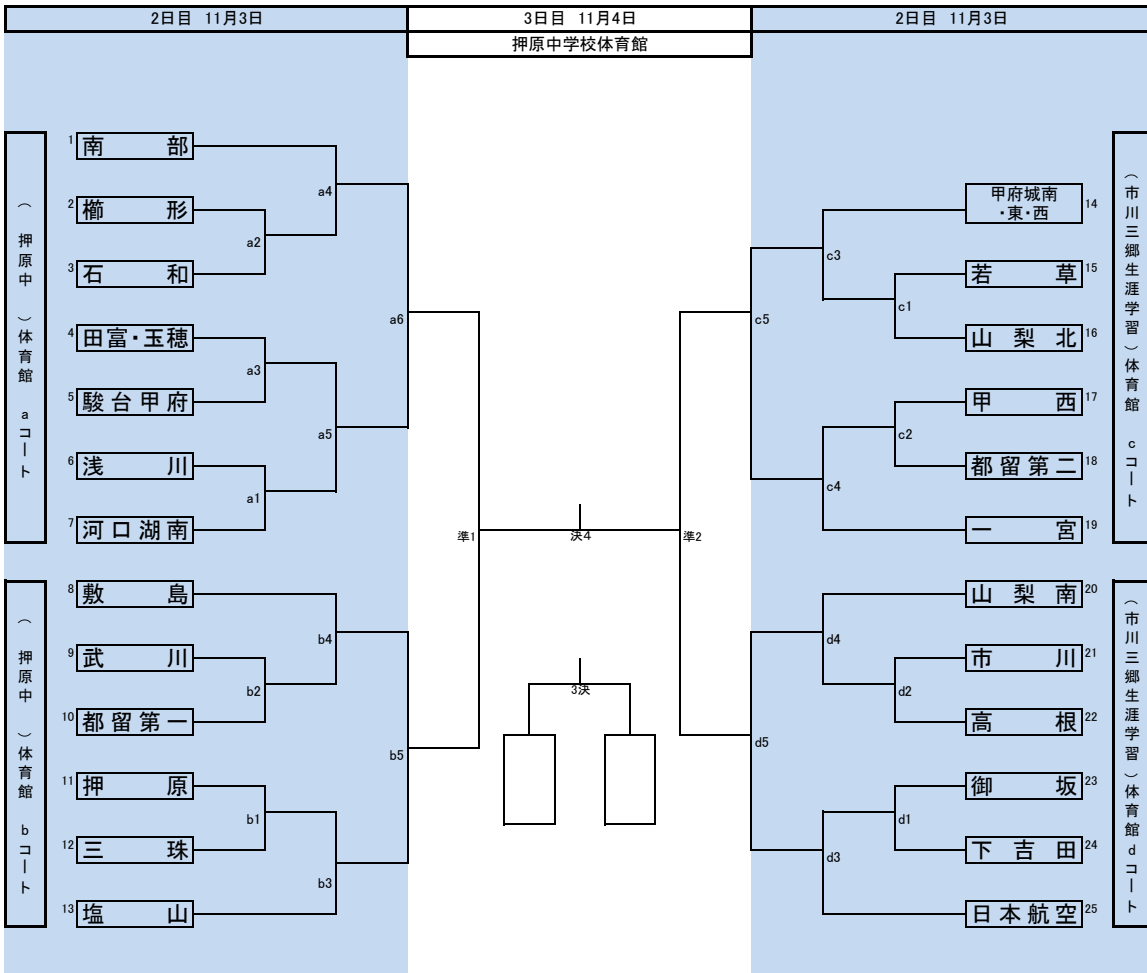 2日目 11月3日
3日目 11月4日
2日目 11月3日
押原中学校体育館
（ 押原中 ）体育館 aコート
1 南部
2 曛形
3 石和
4 田富・玉穂
5 駿台甲府
6 浅川
7 河口湖南
a4
a2
a6
a3
a5
a1
（ 押原中 ）体育館 bコート
8 敷島
9 武川
10 都留第一
11 押原
12 三珠
13 塩山
b4
b2
b5
b1
b3
準1
決4
準2
3決
甲府城南
・東・西 14
若草 15
山梨北 16
甲西 17
都留第二 18
一宮 19
c3
c1
c5
c2
c4
（市川三郷生涯学習）体育館 cコート
山梨南 20
市川 21
高根 22
御坂 23
下吉田 24
日本航空 25
d4
d2
d5
d1
d3
（市川三郷生涯学習）体育館 dコート